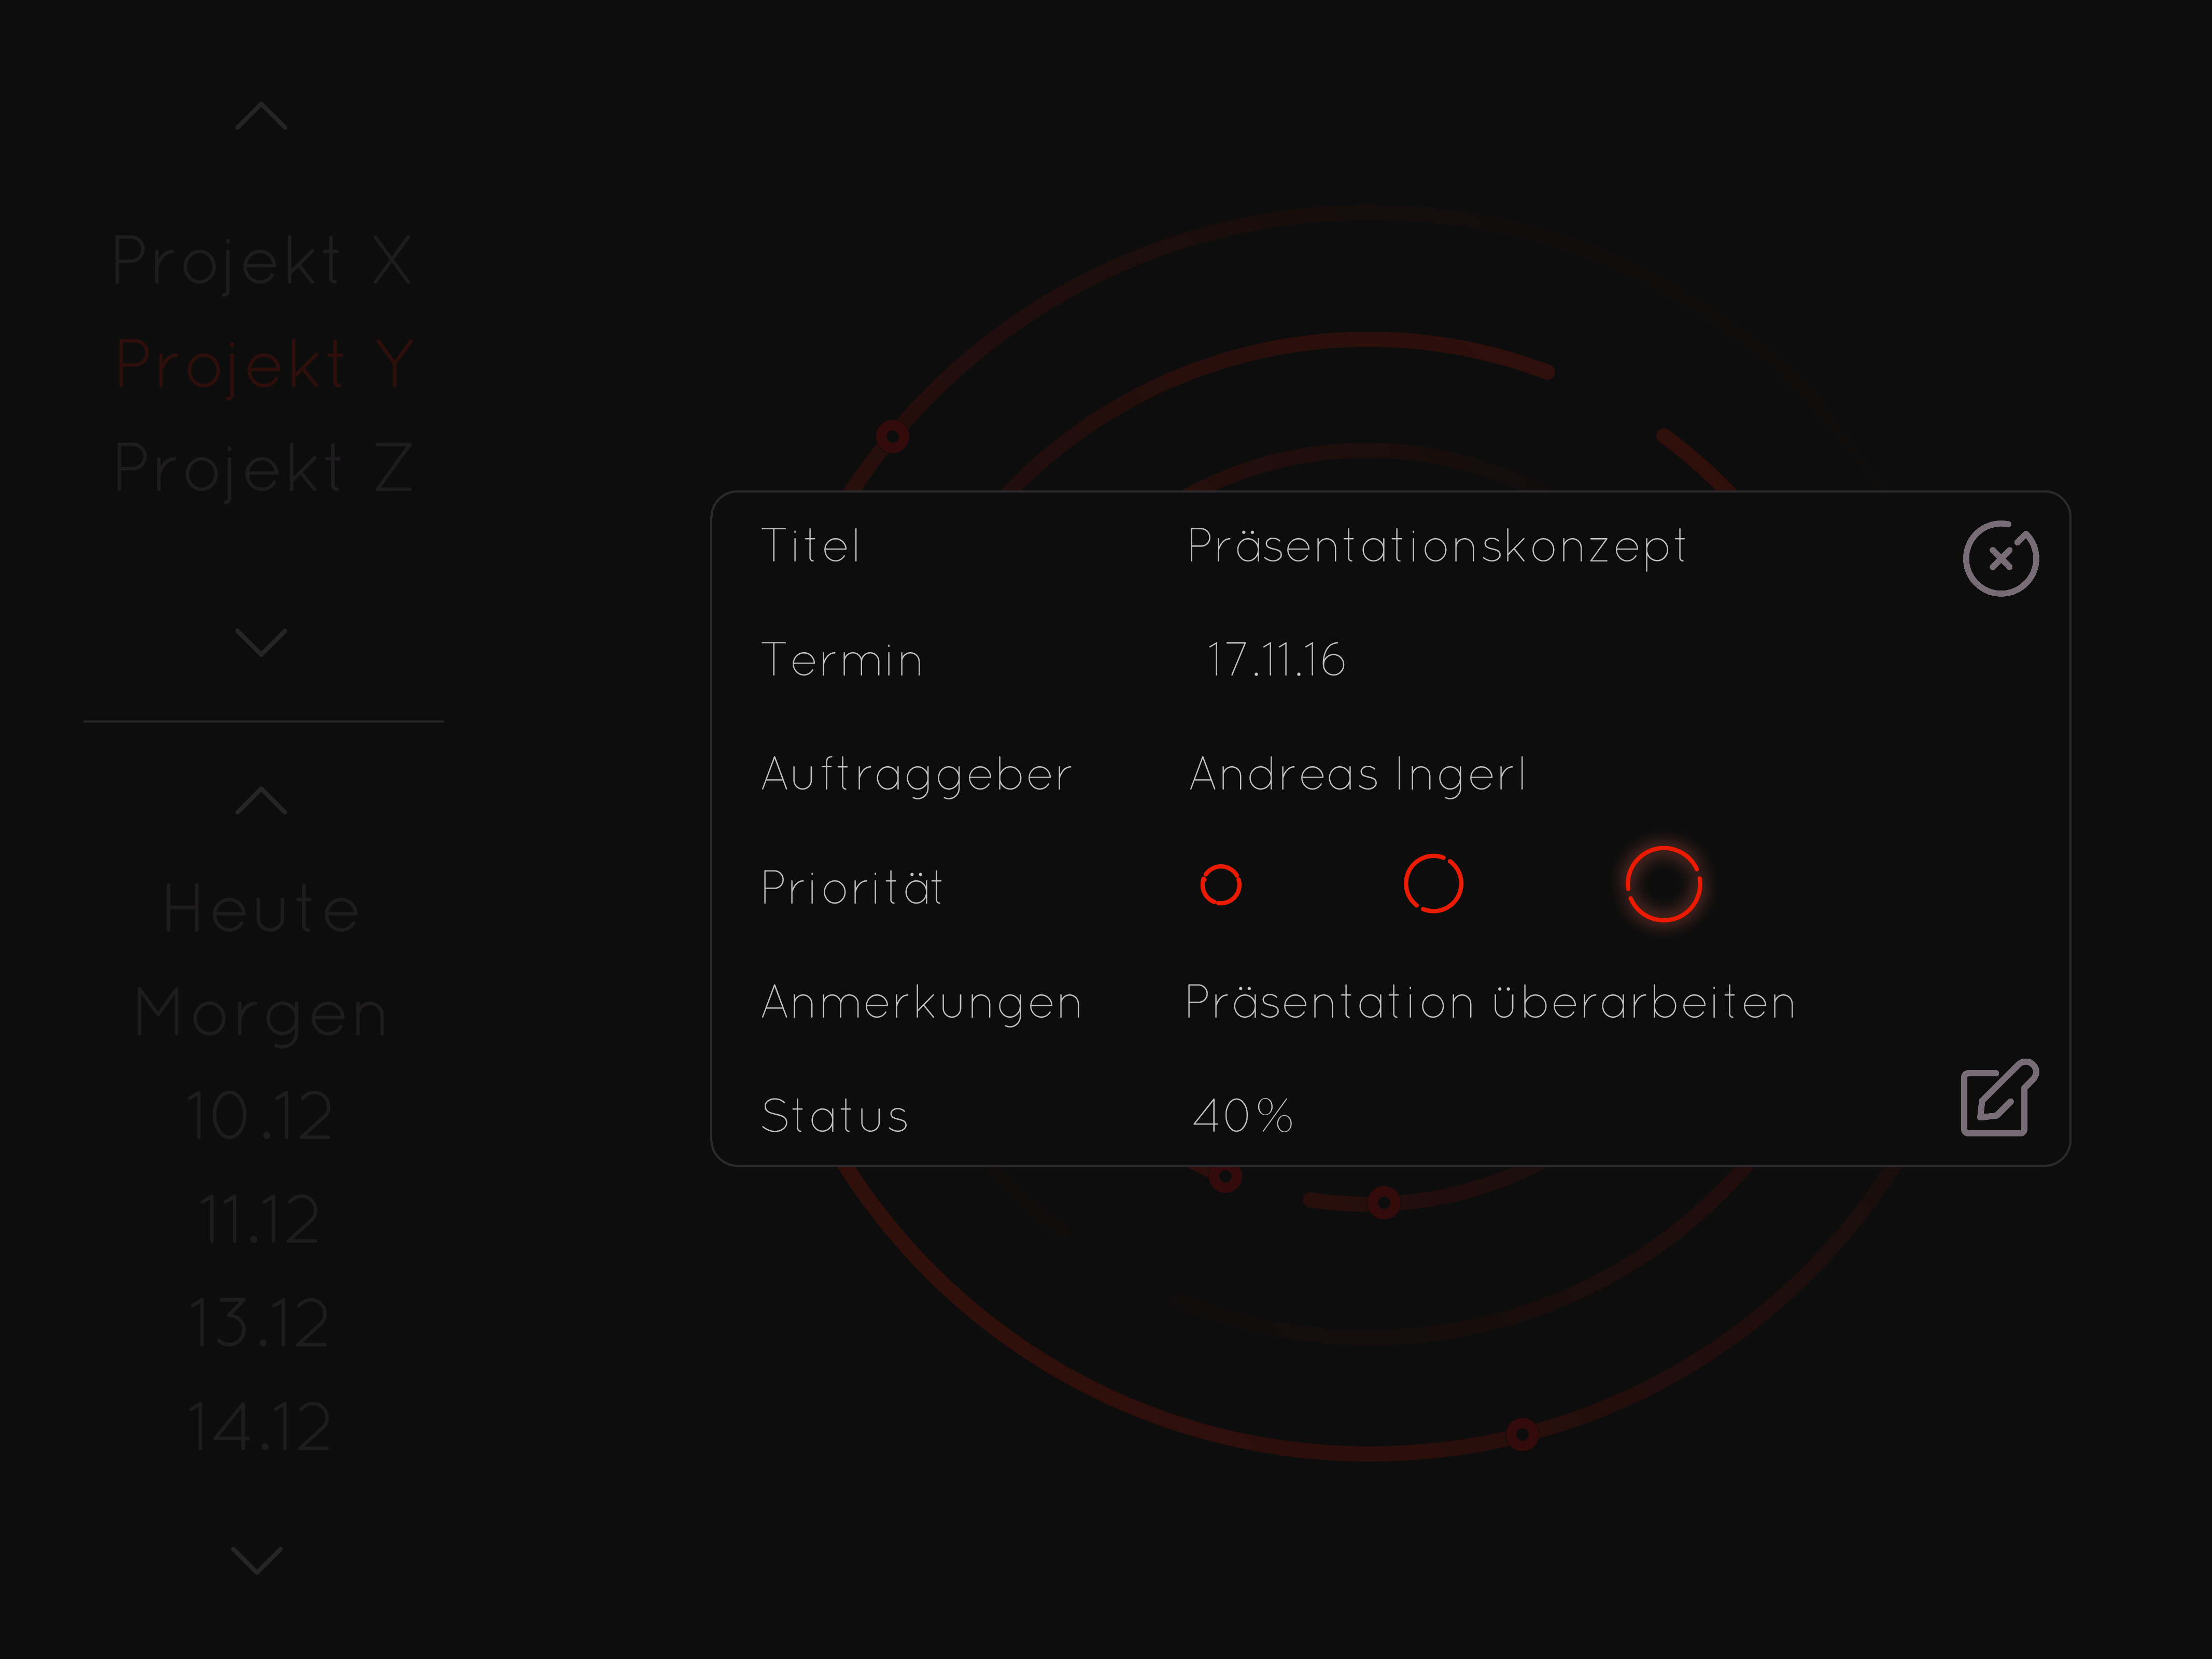 Projekt X
Projekt Y
Projekt Z
Heute
Morgen
10.12
11.12
13.12
14.12
Titel Präsentationskonzept
Termin 17.11.16
Auftraggeber Andreas Ingerl
Priorität
Anmerkungen Präsentation überarbeiten
Status 40%